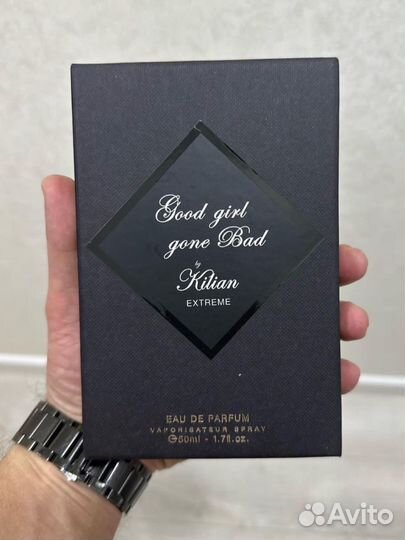 Good girl
gone Bad
by
Kilian
EXTREME
EAU DE PARFUM
VAPORISATEUR SPRAY
℮50ml - 1.7fl.oz.
Avito